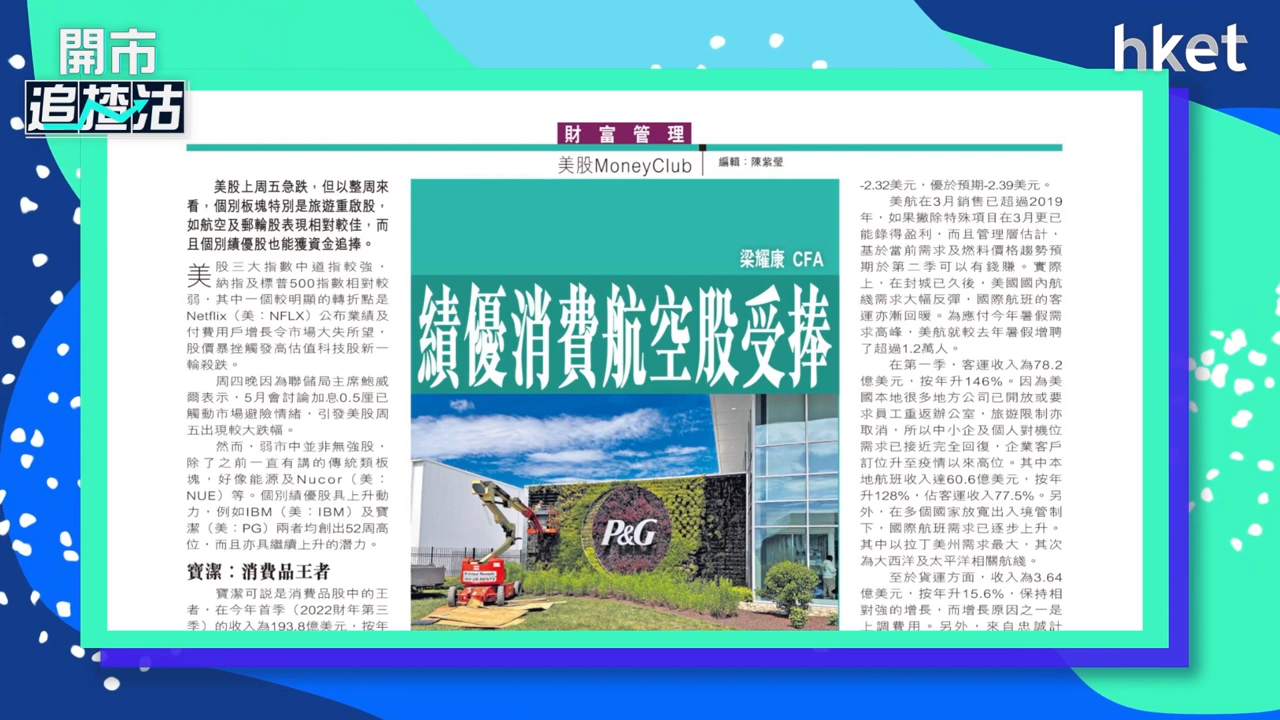 開市
追揸沽
hket
財富管理
美股MoneyClub
編輯：陳紫瑩
美股上周五急跌，但以整周來
看，個別板塊特別是旅遊重啟股，
如航空及郵輪股表現相對較佳，而
且個別績優股也能獲資金追捧。
美股三大指數中道指較強，
納指及標普500指數相對較
弱，其中一個較明顯的轉折點是
Netflix（美：NFLX）公布業績及
付費用戶增長令市場大失所望，
股價暴挫觸發高估值科技股新一
輪殺跌。
周四晚因為聯儲局主席鮑威
爾表示，5月會討論加息0.5厘已
觸動市場避險情緒，引發美股周
五出現較大跌幅。
然而，弱市中並非無強股，
除了之前一直有講的傳統類板
塊，好像能源及Nucor（美：
NUE）等。個別績優股具上升動
力，例如IBM（美：IBM）及寶
潔（美：PG）兩者均創出52周高
位，而且亦具繼續上升的潛力。
寶潔：消費品王者
寶潔可說是消費品股中的王
者，在今年首季（2022財年第三
季）的收入為193.8億美元，按年
梁耀康 CFA
績優消費航空股受捧
P&G
-2.32美元，優於預期-2.39美元。
美航在3月銷售已超過2019
年，如果撇除特殊項目在3月更已
能錄得盈利，而且管理層估計，
基於當前需求及燃料價格趨勢預
期於第二季可以有錢賺。實際
上，在封城已久後，美國國內航
綫需求大幅反彈，國際航班的客
運亦漸回暖。為應付今年暑假需
求高峰，美航就較去年暑假增聘
了超過1.2萬人。
在第一季，客運收入為78.2
億美元，按年升146%。因為美
國本地很多地方公司已開放或要
求員工重返辦公室，旅遊限制亦
取消，所以中小企及個人對機位
需求已接近完全回復，企業客戶
訂位升至疫情以來高位。其中本
地航班收入達60.6億美元，按年
升128%，佔客運收入77.5%。另
外，在多個國家放寬出入境管制
下，國際航班需求已逐步上升。
其中以拉丁美州需求最大，其次
為大西洋及太平洋相關航綫。
至於貨運方面，收入為3.64
億美元，按年升15.6%，保持相
對強的增長，而增長原因之一是
上調費用。另外，來自忠誠計